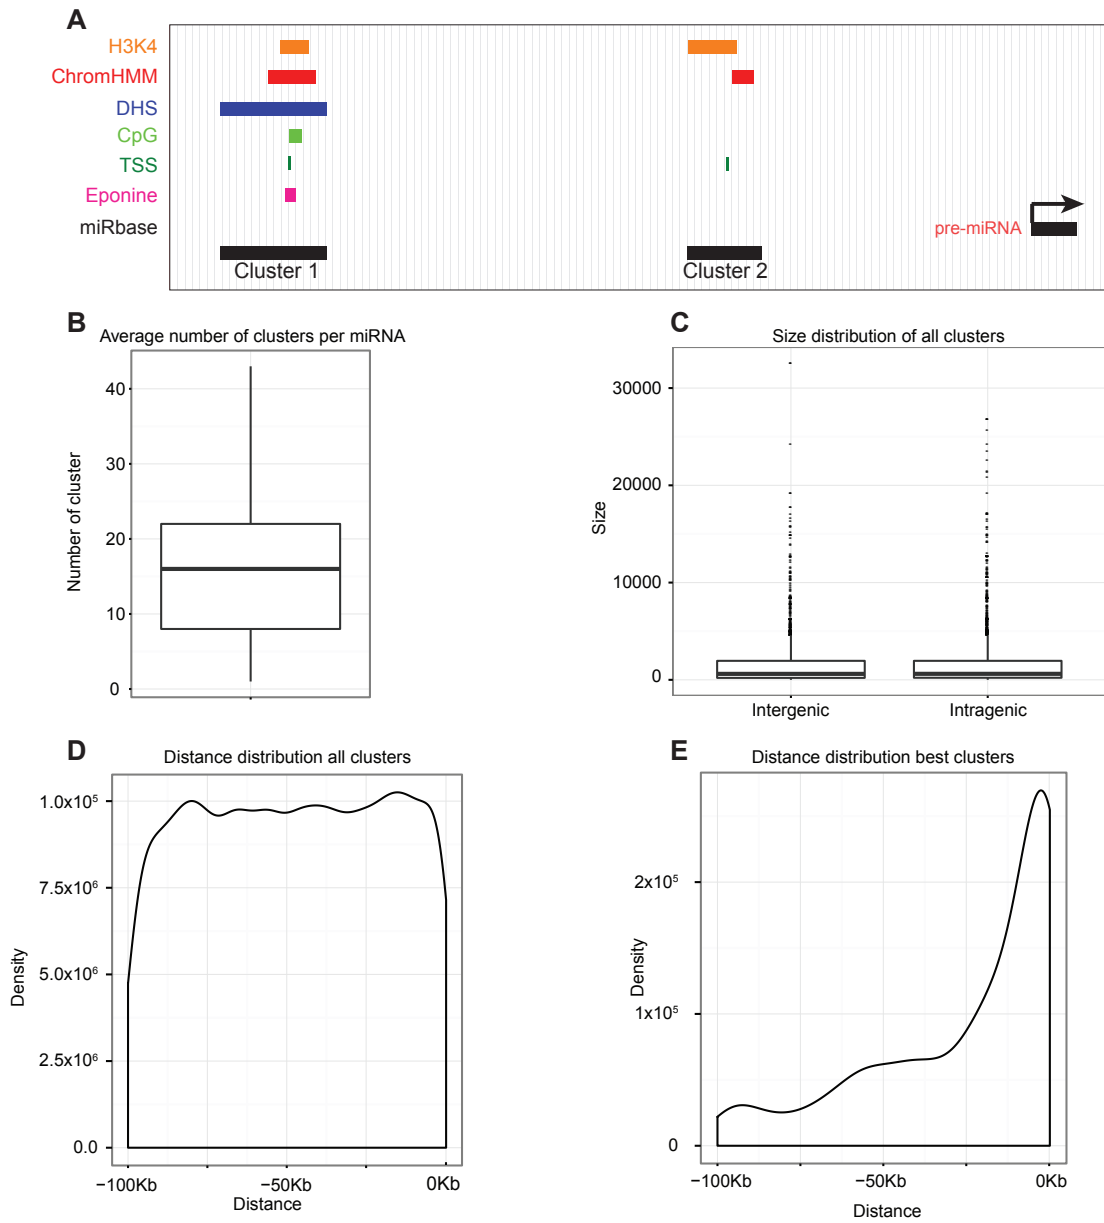 A
H3K4
ChromHMM
DHS
CpG
TSS
Eponine
miRbase
pre-miRNA
Cluster 1
Cluster 2
B
Average number of clusters per miRNA
40
30
20
10
0
Number of cluster
C
Size distribution of all clusters
30000
20000
10000
0
Size
Intergenic
Intragenic
D
Distance distribution all clusters
1.0x10⁵
7.5x10⁶
5.0x10⁶
2.5x10⁶
0.0
Density
−100Kb
−50Kb
0Kb
Distance
E
Distance distribution best clusters
2x10⁵
1x10⁵
0
Density
−100Kb
−50Kb
0Kb
Distance